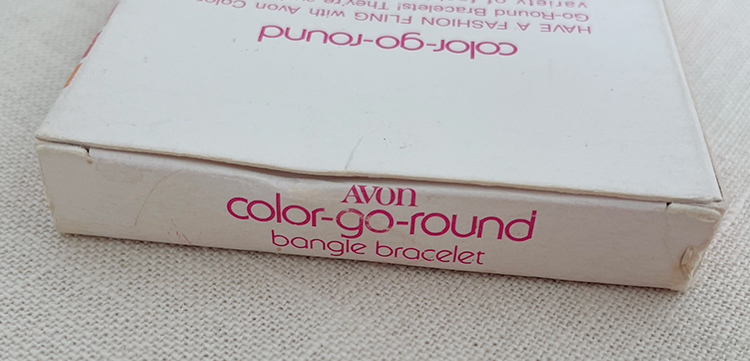 color-go-round
HAVE A FASHION FLING with Avon Color
Go-Round Bracelets! They're
variety of
AVON
color-go-round
bangle bracelet